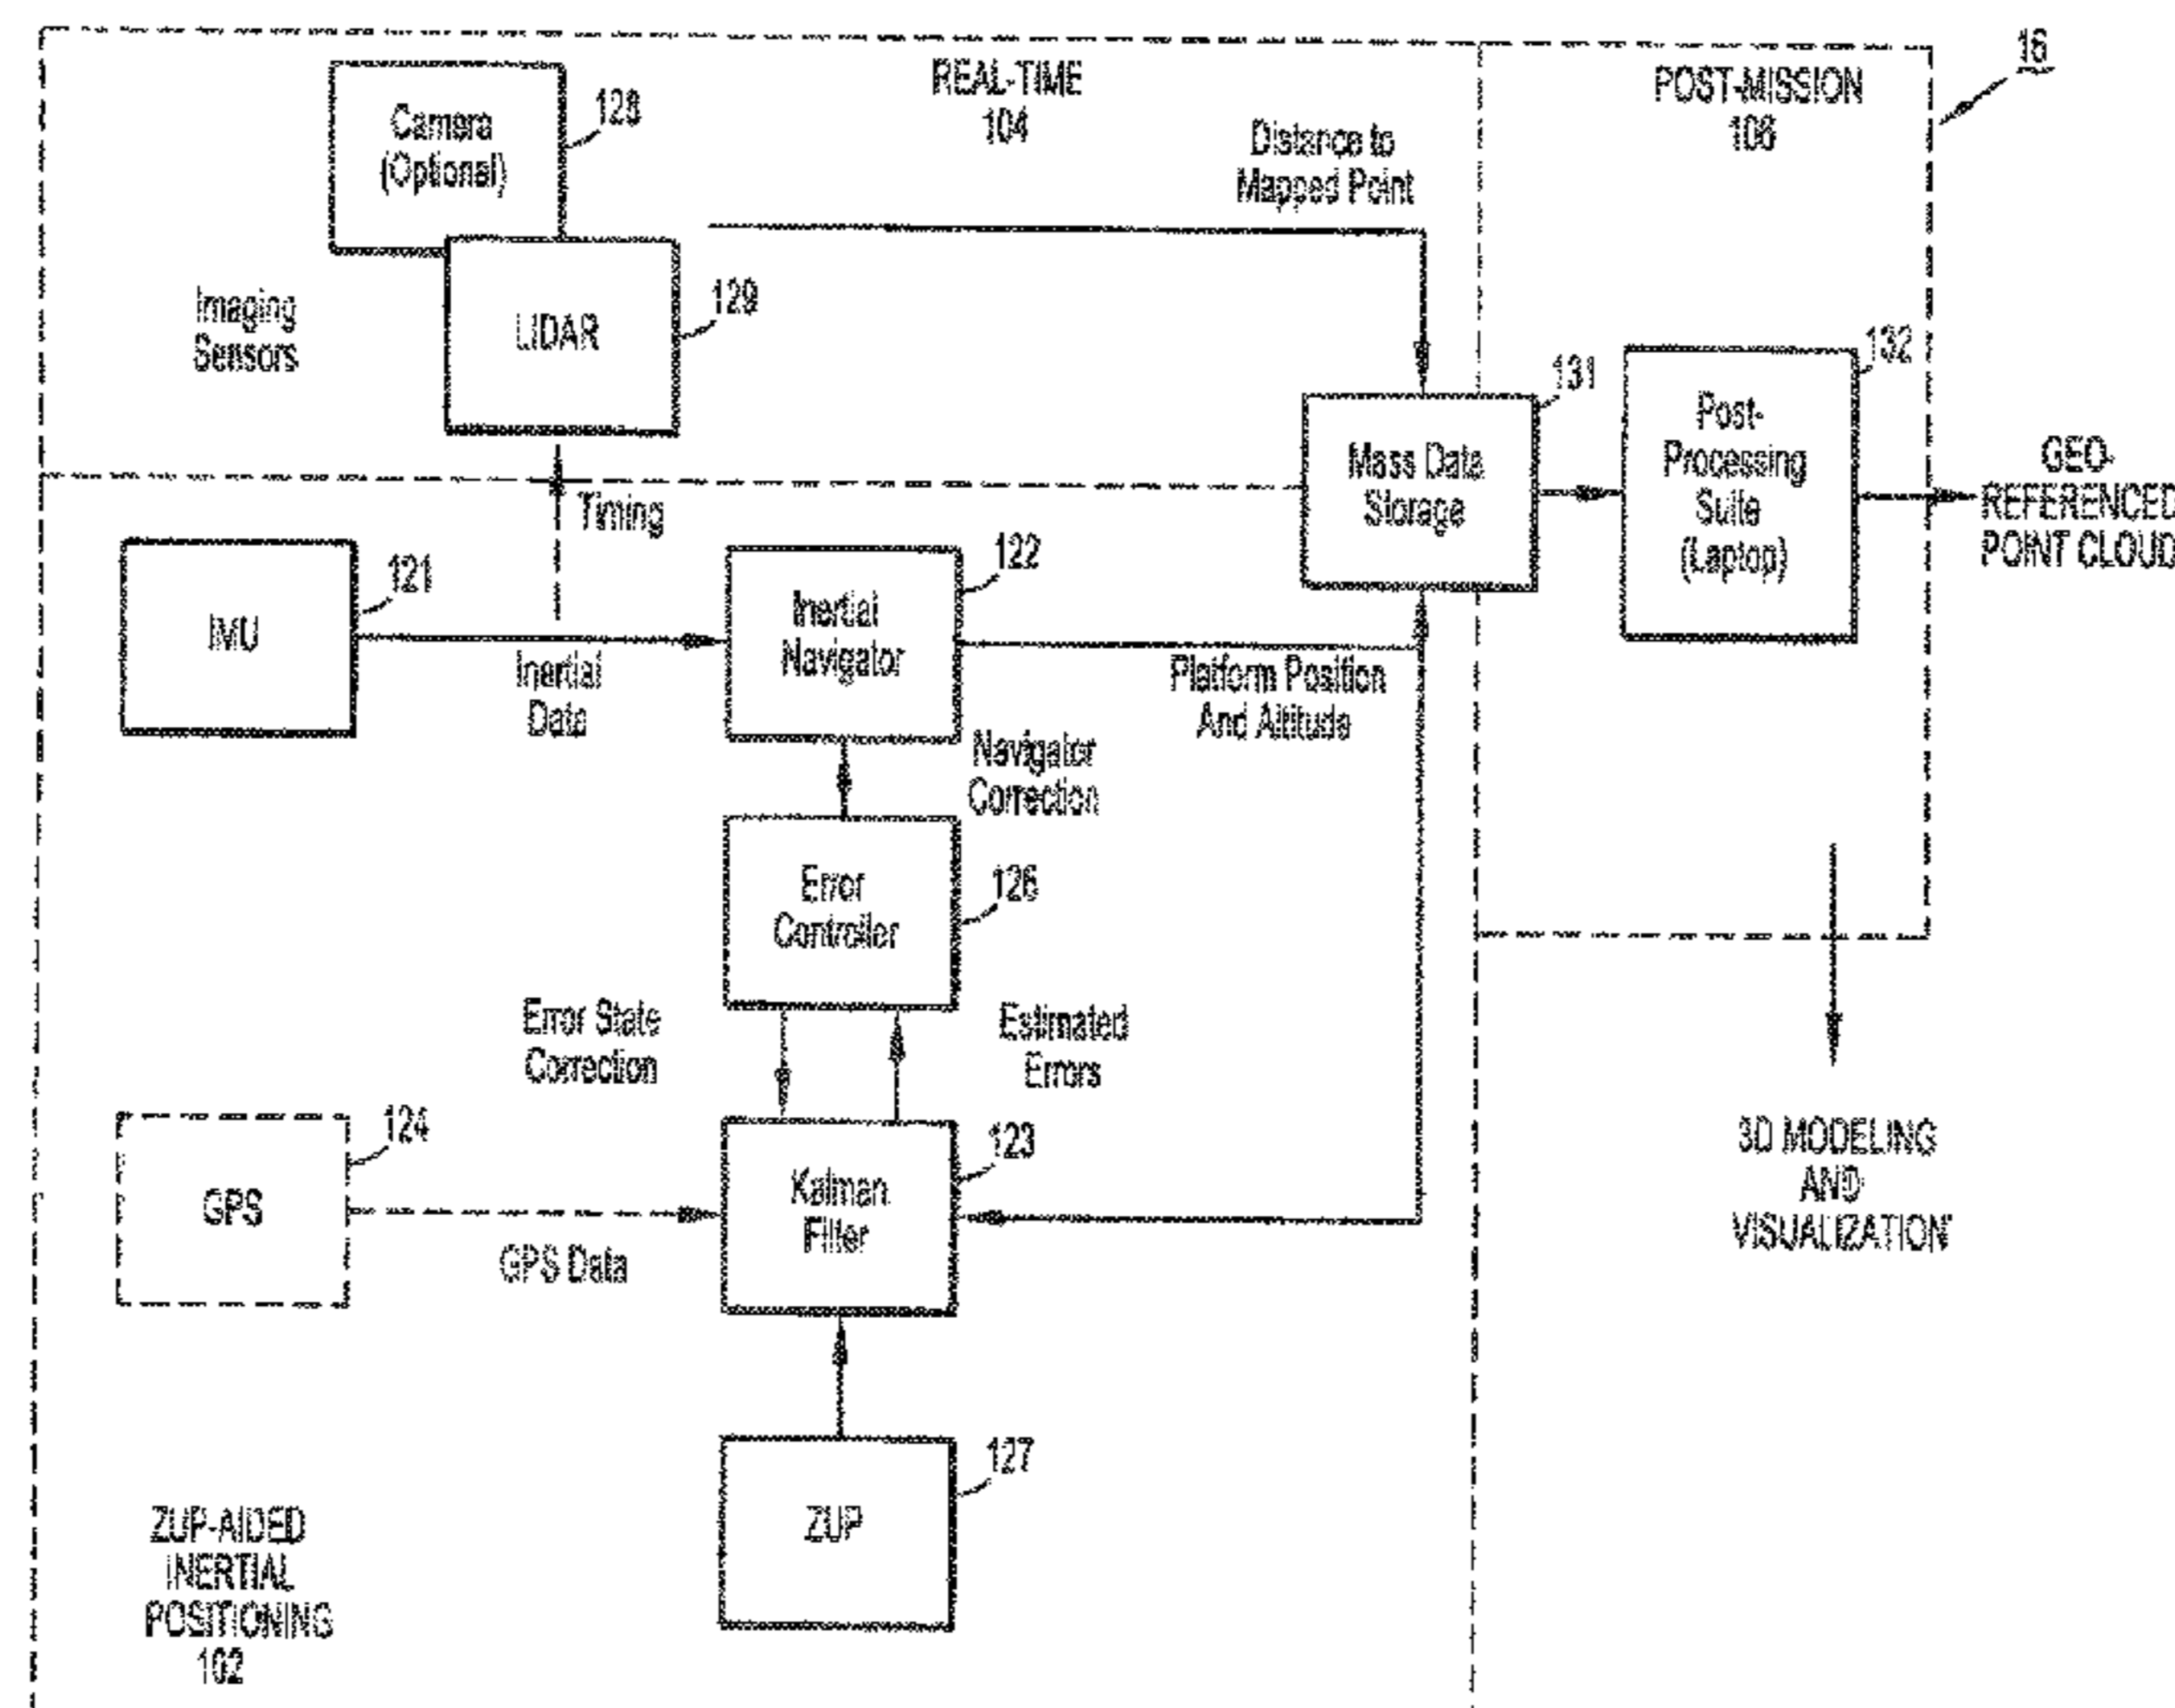 16
REAL-TIME
104
POST-MISSION
106
Camera
(Optional)
128
Distance to
Mapped Point
Imaging
Sensors
LIDAR
129
131
132
Mass Data
Storage
Post-
Processing
Suite
(Laptop)
GEO-
REFERENCED
POINT CLOUD
Timing
IMU
121
Inertial
Data
Inertial
Navigator
122
Platform Position
And Altitude
Navigator
Correction
Error
Controller
126
Error State
Correction
Estimated
Errors
GPS
124
GPS Data
Kalman
Filter
123
3D MODELING
AND
VISUALIZATION
ZUP
127
ZUP-AIDED
INERTIAL
POSITIONING
102